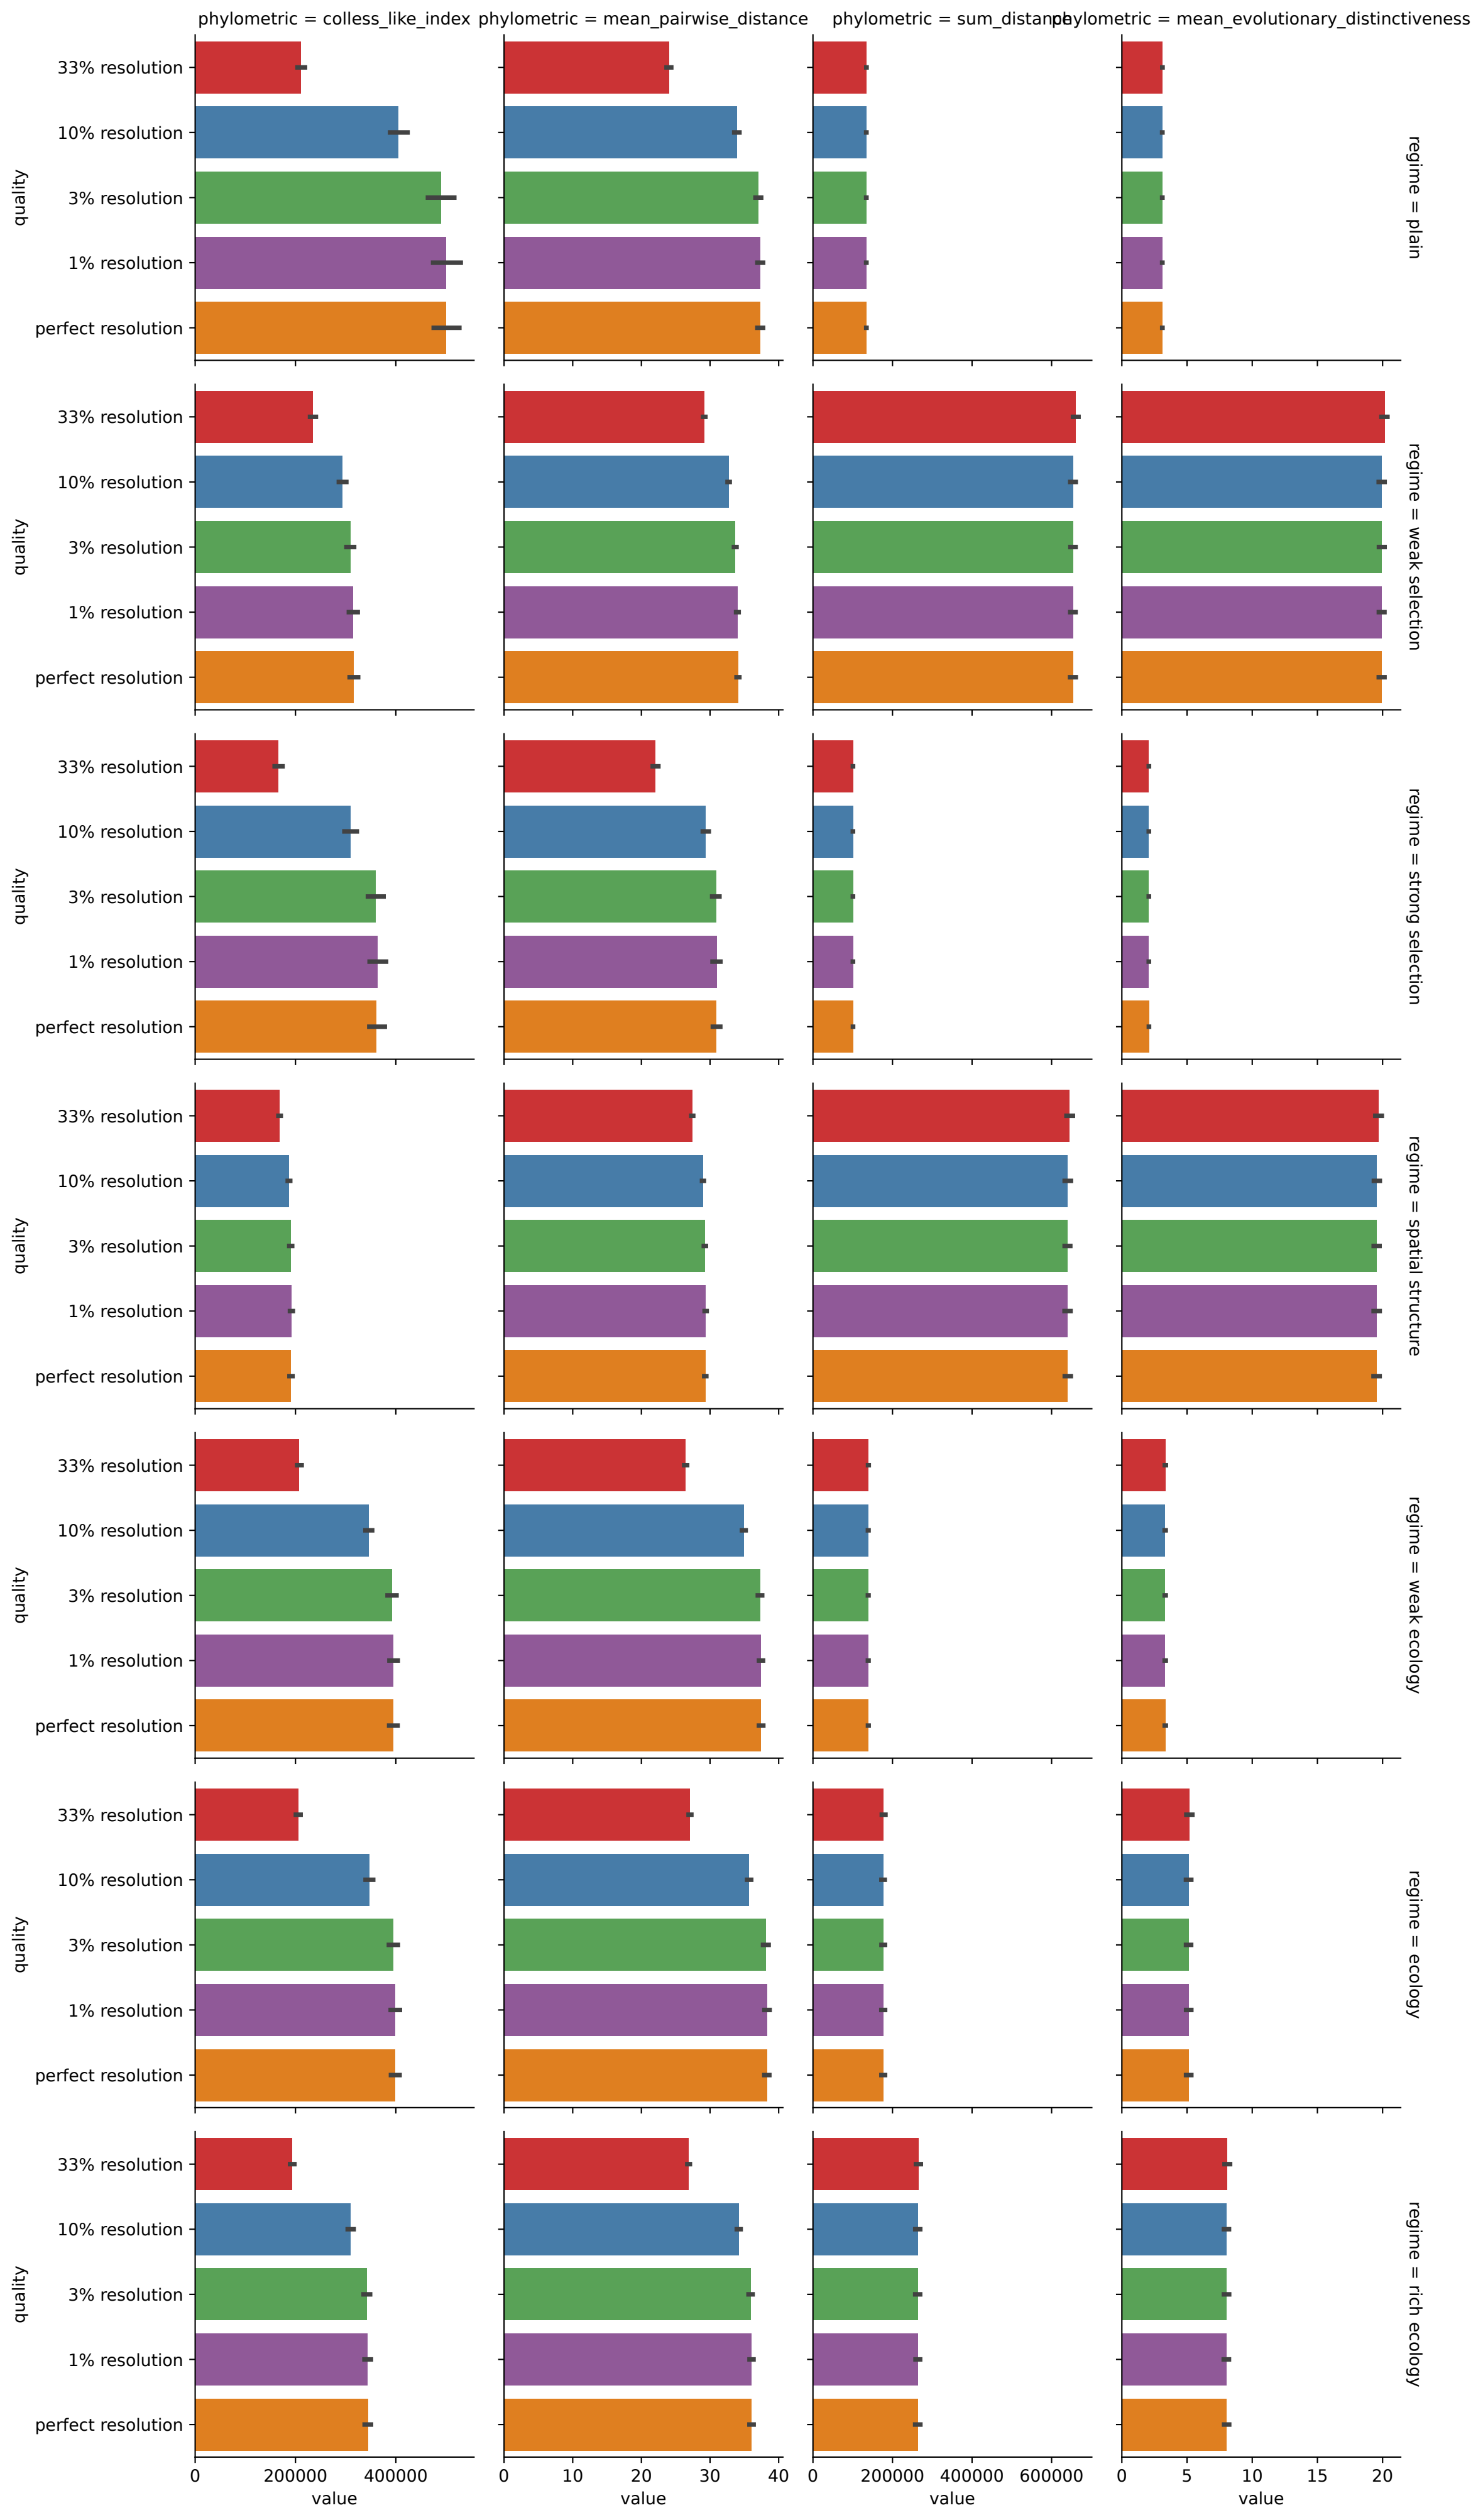 phylometric = colless_like_index
phylometric = mean_pairwise_distance
phylometric = sum_distance
phylometric = mean_evolutionary_distinctiveness
33% resolution
10% resolution
3% resolution
1% resolution
perfect resolution
quality
regime = plain
33% resolution
10% resolution
3% resolution
1% resolution
perfect resolution
quality
regime = weak selection
33% resolution
10% resolution
3% resolution
1% resolution
perfect resolution
quality
regime = strong selection
33% resolution
10% resolution
3% resolution
1% resolution
perfect resolution
quality
regime = spatial structure
33% resolution
10% resolution
3% resolution
1% resolution
perfect resolution
quality
regime = weak ecology
33% resolution
10% resolution
3% resolution
1% resolution
perfect resolution
quality
regime = ecology
33% resolution
10% resolution
3% resolution
1% resolution
perfect resolution
quality
regime = rich ecology
0 200000 400000
value
0 10 20 30 40
value
0 200000 400000 600000
value
0 5 10 15 20
value